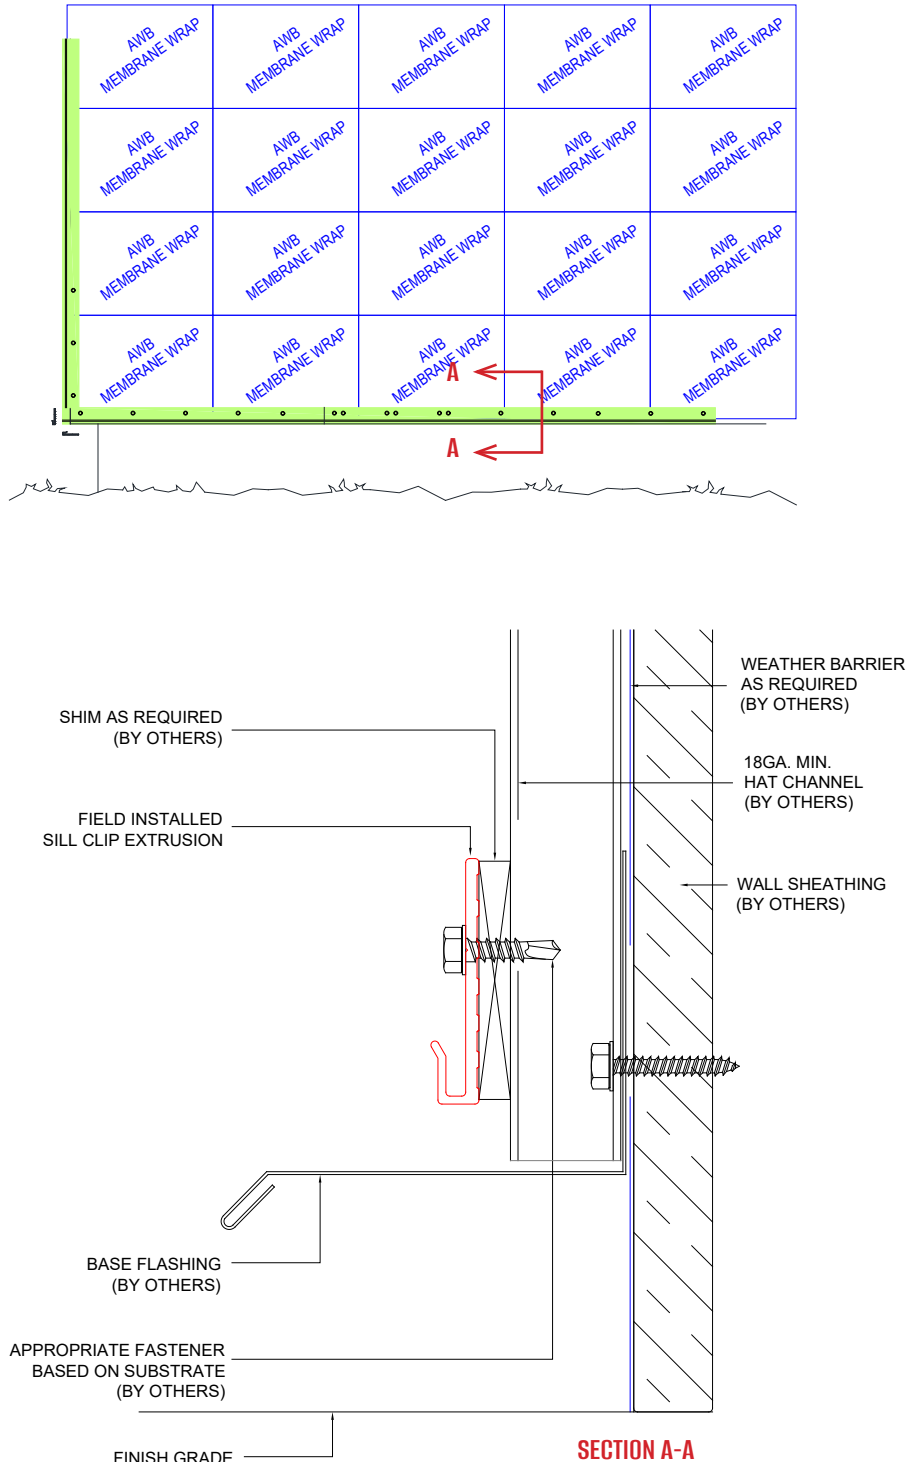 AWB
MEMBRANE WRAP
AWB
MEMBRANE WRAP
AWB
MEMBRANE WRAP
AWB
MEMBRANE WRAP
AWB
MEMBRANE WRAP
AWB
MEMBRANE WRAP
AWB
MEMBRANE WRAP
AWB
MEMBRANE WRAP
AWB
MEMBRANE WRAP
AWB
MEMBRANE WRAP
AWB
MEMBRANE WRAP
AWB
MEMBRANE WRAP
AWB
MEMBRANE WRAP
AWB
MEMBRANE WRAP
AWB
MEMBRANE WRAP
AWB
MEMBRANE WRAP
AWB
MEMBRANE WRAP
AWB
MEMBRANE WRAP
AWB
MEMBRANE WRAP
AWB
MEMBRANE WRAP
A
A
WEATHER BARRIER
AS REQUIRED
(BY OTHERS)
SHIM AS REQUIRED
(BY OTHERS)
18GA. MIN.
HAT CHANNEL
(BY OTHERS)
FIELD INSTALLED
SILL CLIP EXTRUSION
WALL SHEATHING
(BY OTHERS)
BASE FLASHING
(BY OTHERS)
APPROPRIATE FASTENER
BASED ON SUBSTRATE
(BY OTHERS)
FINISH GRADE
SECTION A-A